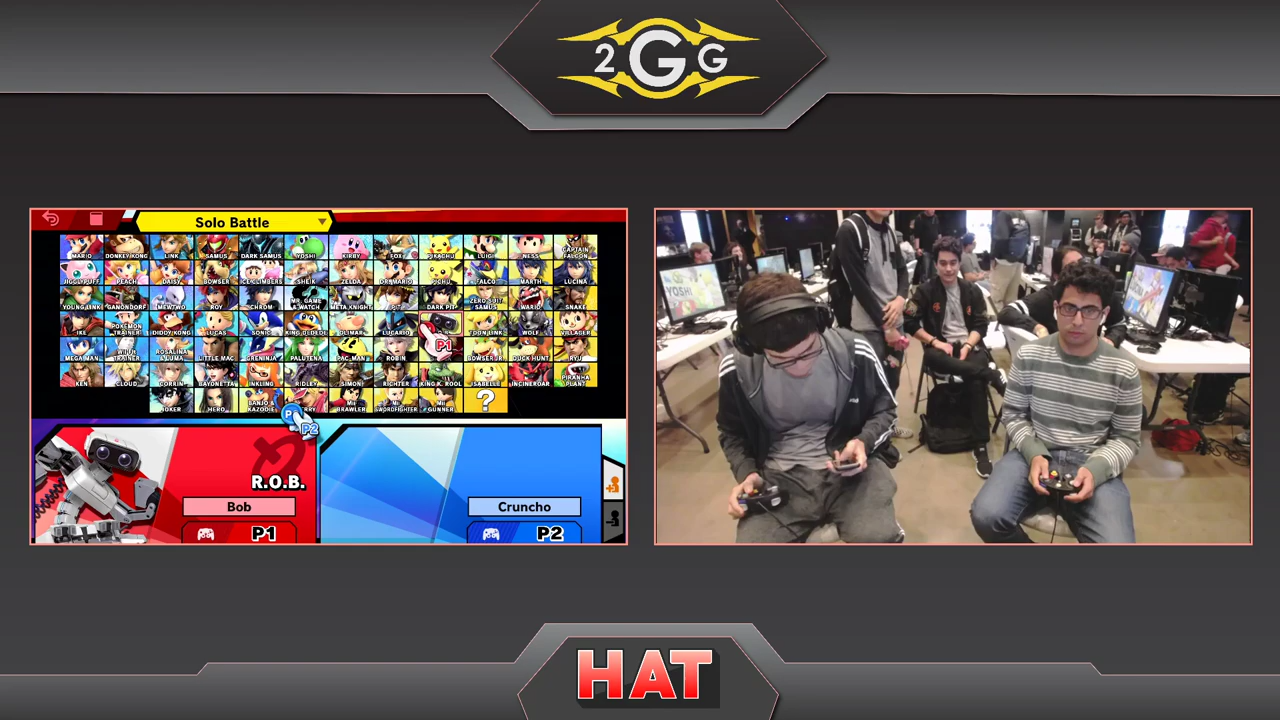 2GG
Solo Battle
MARIO DONKEY KONG LINK SAMUS DARK SAMUS YOSHI KIRBY FOX PIKACHU LUIGI NESS CAPTAIN FALCON
JIGGLYPUFF PEACH DAISY BOWSER ICE CLIMBERS SHEIK ZELDA DR. MARIO PICHU FALCO MARTH LUCINA
YOUNG LINK GANONDORF MEWTWO ROY CHROM MR. GAME & WATCH META KNIGHT PIT DARK PIT ZERO SUIT SAMUS WARIO SNAKE
IKE POKÉMON TRAINER DIDDY KONG LUCAS SONIC KING DEDEDE OLIMAR LUCARIO TOON LINK WOLF VILLAGER
MEGA MAN WII FIT TRAINER ROSALINA & LUMA LITTLE MAC GRENINJA PALUTENA PAC-MAN ROBIN BOWSER JR. DUCK HUNT RYU
KEN CLOUD CORRIN BAYONETTA INKLING RIDLEY SIMON RICHTER KING K. ROOL ISABELLE INCINEROAR PIRANHA PLANT
JOKER HERO BANJO & KAZOOIE MII BRAWLER MII SWORDFIGHTER MII GUNNER ?
P1
P2
R.O.B.
Bob
P1
Cruncho
P2
YOSHI
HAT